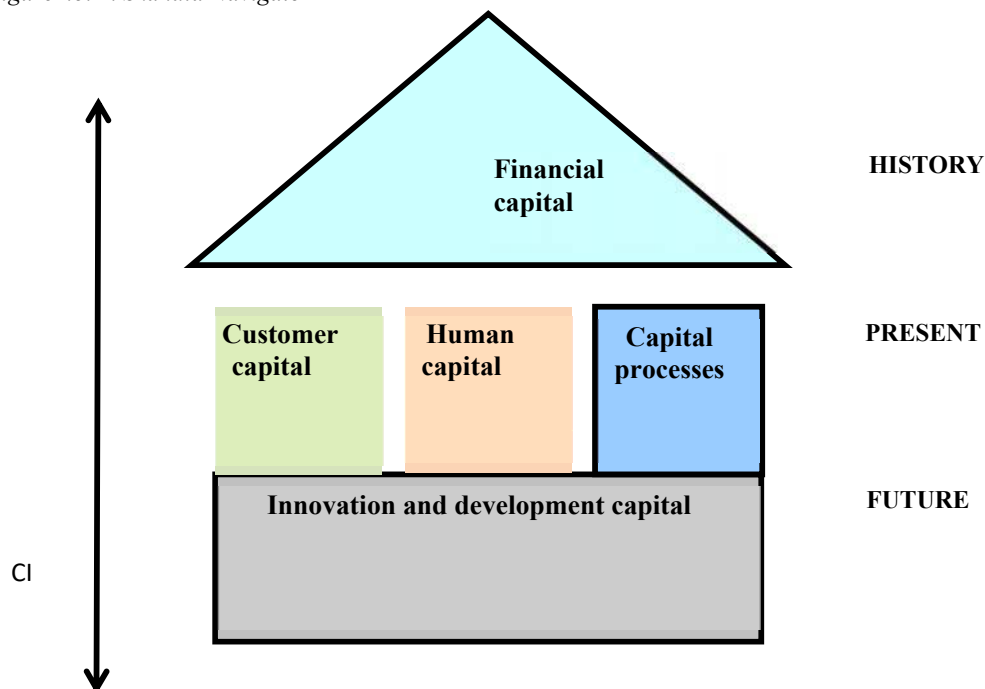 Financial
capital
HISTORY
Customer
capital
Human
capital
Capital
processes
PRESENT
Innovation and development capital
FUTURE
CI